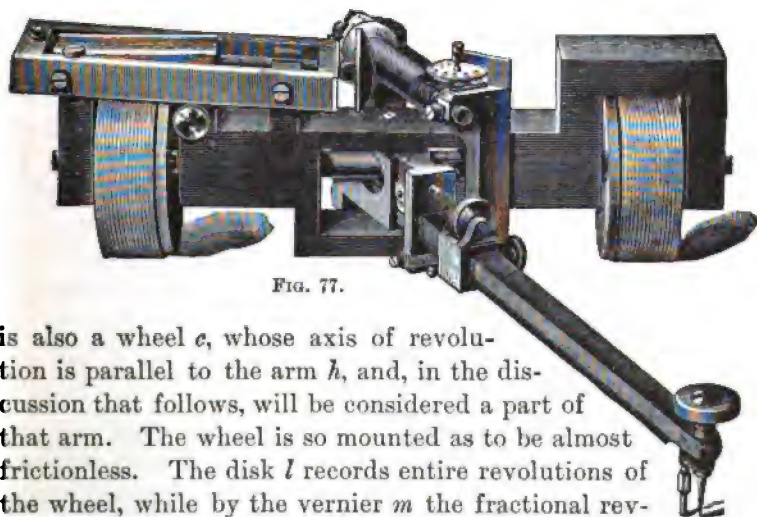 FIG. 77.
is also a wheel c, whose axis of revolu-
tion is parallel to the arm h, and, in the dis-
cussion that follows, will be considered a part of
that arm. The wheel is so mounted as to be almost
frictionless. The disk l records entire revolutions of
the wheel, while by the vernier m the fractional rev-